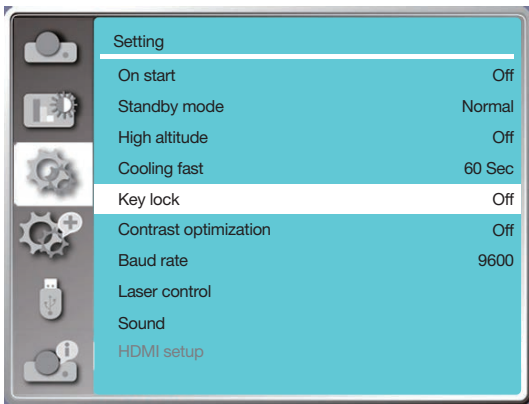 Setting
On start Off
Standby mode Normal
High altitude Off
Cooling fast 60 Sec
Key lock Off
Contrast optimization Off
Baud rate 9600
Laser control
Sound
HDMI setup